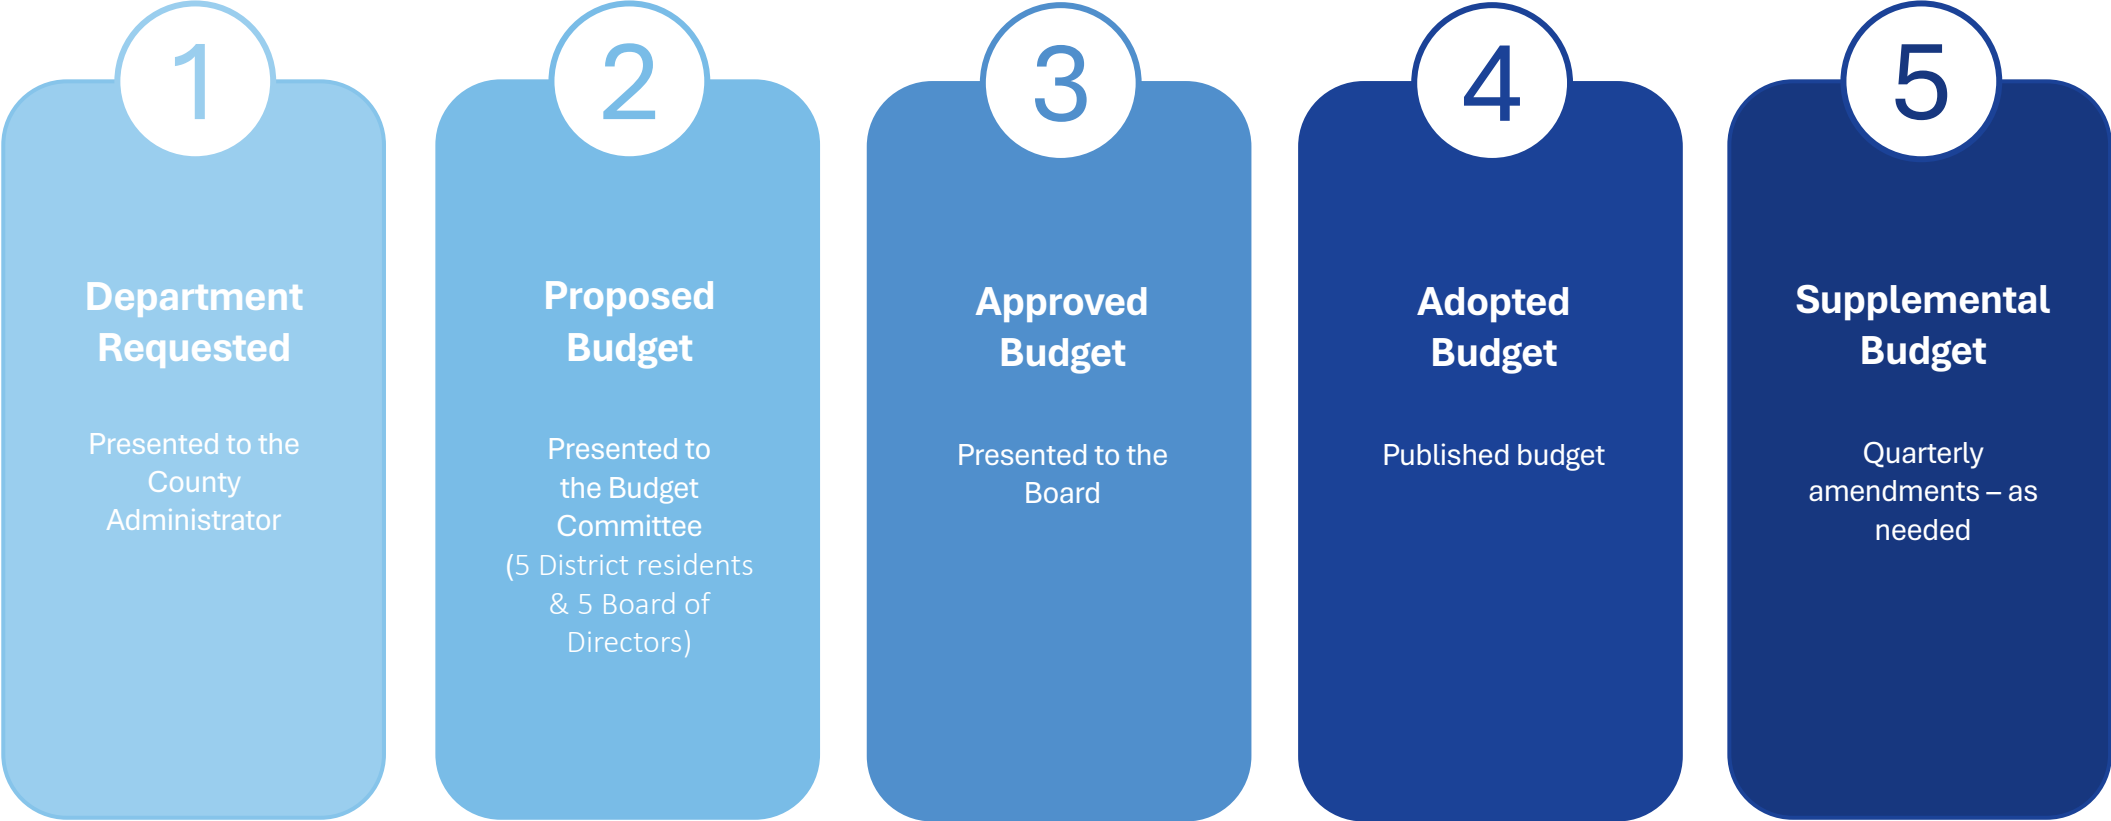 1
Department
Requested
Presented to the
County
Administrator
2
Proposed
Budget
Presented to
the Budget
Committee
(5 District residents
& 5 Board of
Directors)
3
Approved
Budget
Presented to the
Board
4
Adopted
Budget
Published budget
5
Supplemental
Budget
Quarterly
amendments – as
needed